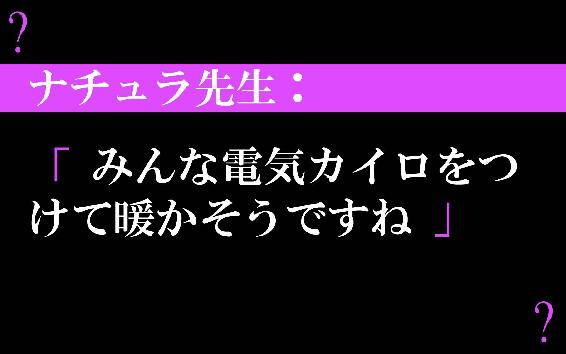 ?
ナチュラ先生：
「 みんな電気カイロをつ
けて暖かそうですね 」
?